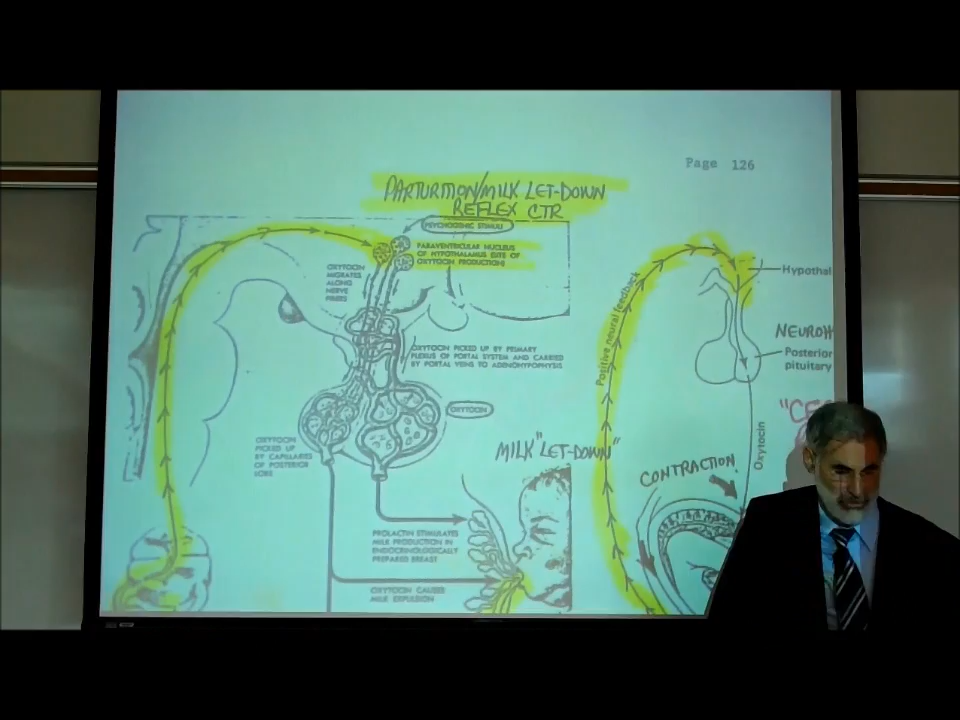 Page 126
PARTURITION/MILK LET-DOWN
REFLEX CTR
PSYCHOGENIC STIMULI
PARAVENTRICULAR NUCLEUS
OF HYPOTHALAMUS (SITE OF
OXYTOCIN PRODUCTION)
OXYTOCIN
MIGRATES
ALONG
NERVE
FIBERS
OXYTOCIN PICKED UP BY PRIMARY
PLEXUS OF PORTAL SYSTEM AND CARRIED
BY PORTAL VEINS TO ADENOHYPOPHYSIS
OXYTOCIN
OXYTOCIN
PICKED UP
BY CAPILLARIES
OF POSTERIOR
LOBE
MILK "LET-DOWN"
PROLACTIN STIMULATES
MILK PRODUCTION IN
ENDOCRINOLOGICALLY
PREPARED BREAST
OXYTOCIN CAUSES
MILK EXPULSION
Positive neural feedback
Hypothal
NEUROH
Posterior
pituitary
Oxytocin
CONTRACTION